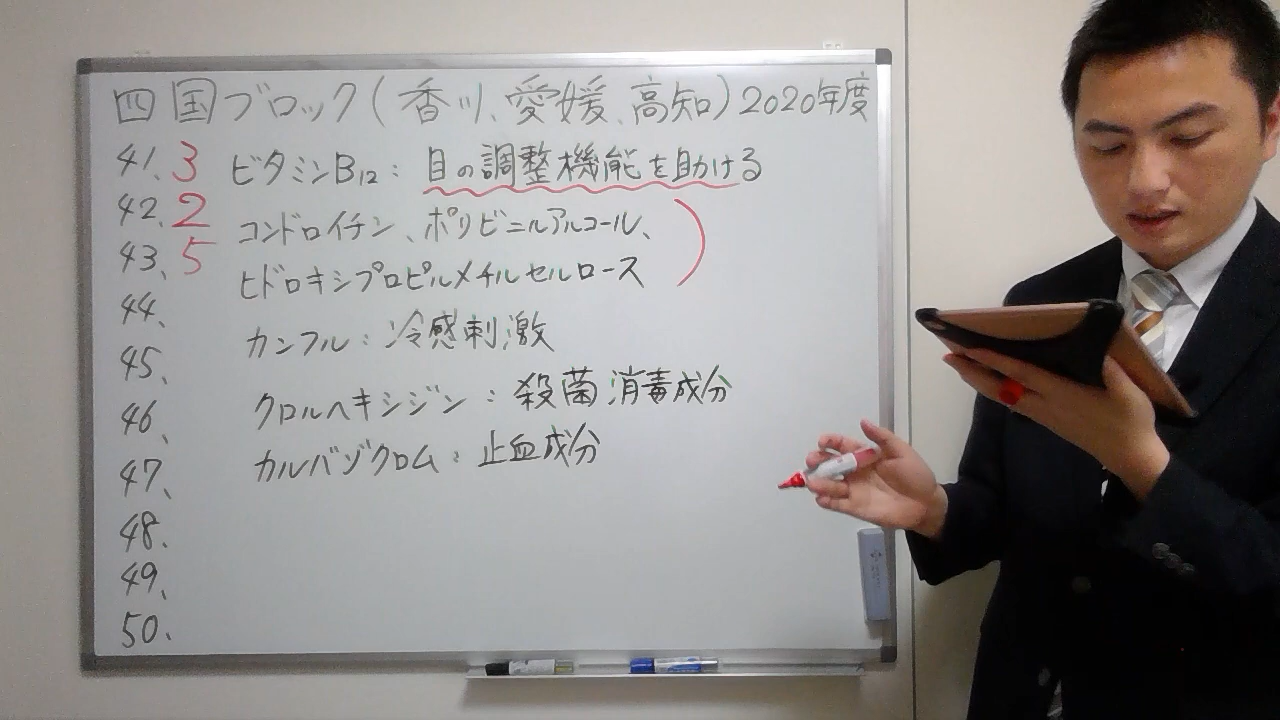 四国ブロック(香川、愛媛、高知)2020年度
41、3 ビタミンB12:目の調整機能を助ける
42、2 コンドロイチン、ポリビニルアルコール、
43、5 ヒドロキシプロピルメチルセルロース
44、
カンフル:冷感刺激
45、
クロルヘキシジン:殺菌消毒成分
46、
カルバゾクロム:止血成分
47、
48、
49、
50、